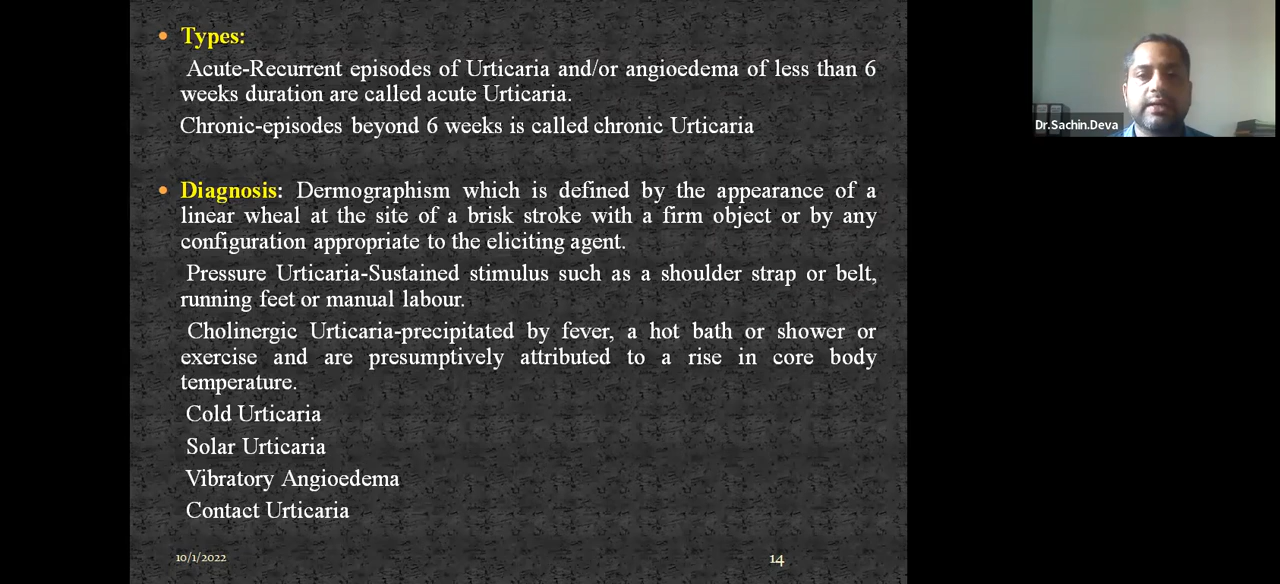 Types:
Acute-Recurrent episodes of Urticaria and/or angioedema of less than 6
weeks duration are called acute Urticaria.
Chronic-episodes beyond 6 weeks is called chronic Urticaria
Diagnosis: Dermographism which is defined by the appearance of a
linear wheal at the site of a brisk stroke with a firm object or by any
configuration appropriate to the eliciting agent.
Pressure Urticaria-Sustained stimulus such as a shoulder strap or belt,
running feet or manual labour.
Cholinergic Urticaria-precipitated by fever, a hot bath or shower or
exercise and are presumptively attributed to a rise in core body
temperature.
Cold Urticaria
Solar Urticaria
Vibratory Angioedema
Contact Urticaria
10/1/2022
14
Dr.Sachin.Deva